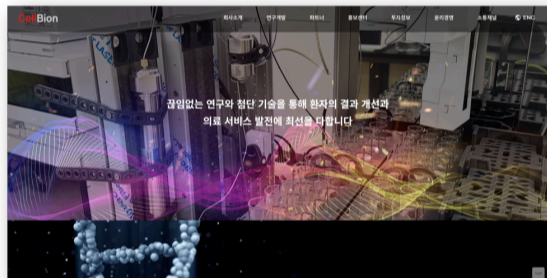 CellBion
회사소개 연구개발 파트너 홍보센터 투자정보 윤리경영 소통채널 ENG
끊임없는 연구와 첨단 기술을 통해 환자의 결과 개선과
의료 서비스 발전에 최선을 다합니다